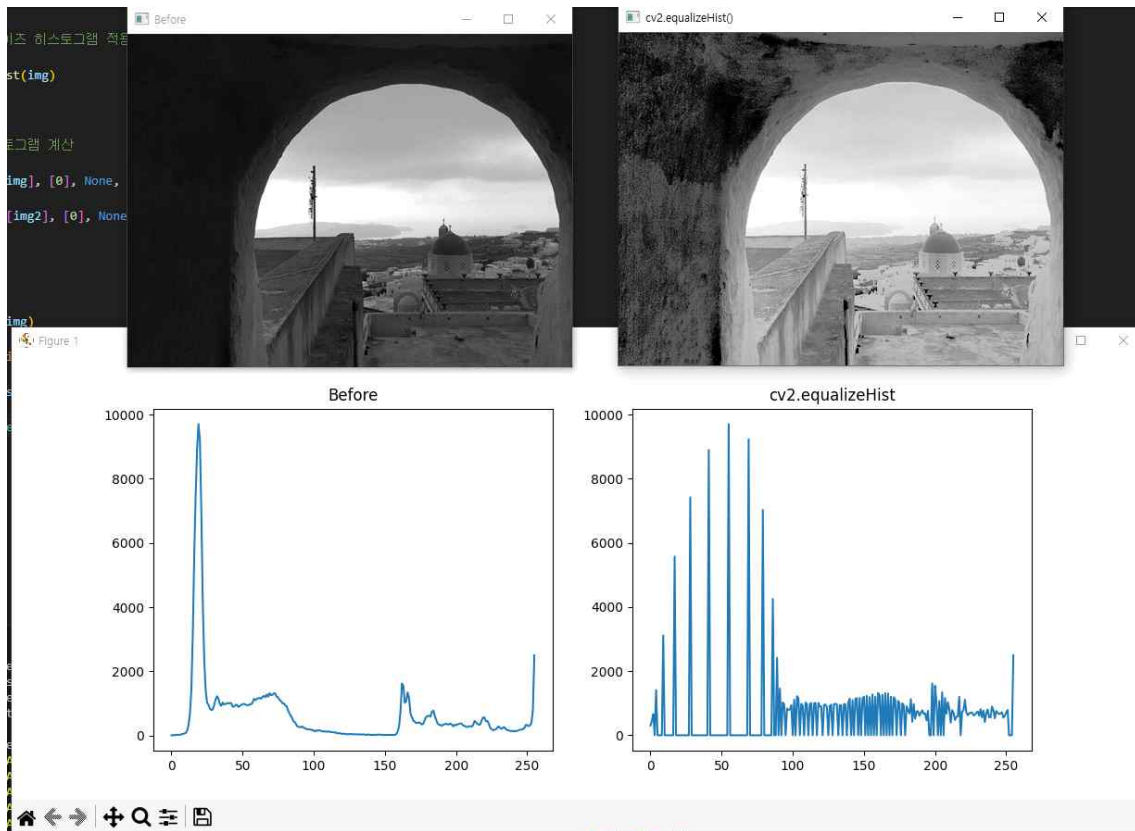 이즈 히스토그램 적용
st(img)
토그램 계산
img], [0], None,
[img2], [0], None
img)
Before
cv2.equalizeHist()
Figure 1
Before
10000
8000
6000
4000
2000
0
0 50 100 150 200 250
cv2.equalizeHist
10000
8000
6000
4000
2000
0
0 50 100 150 200 250